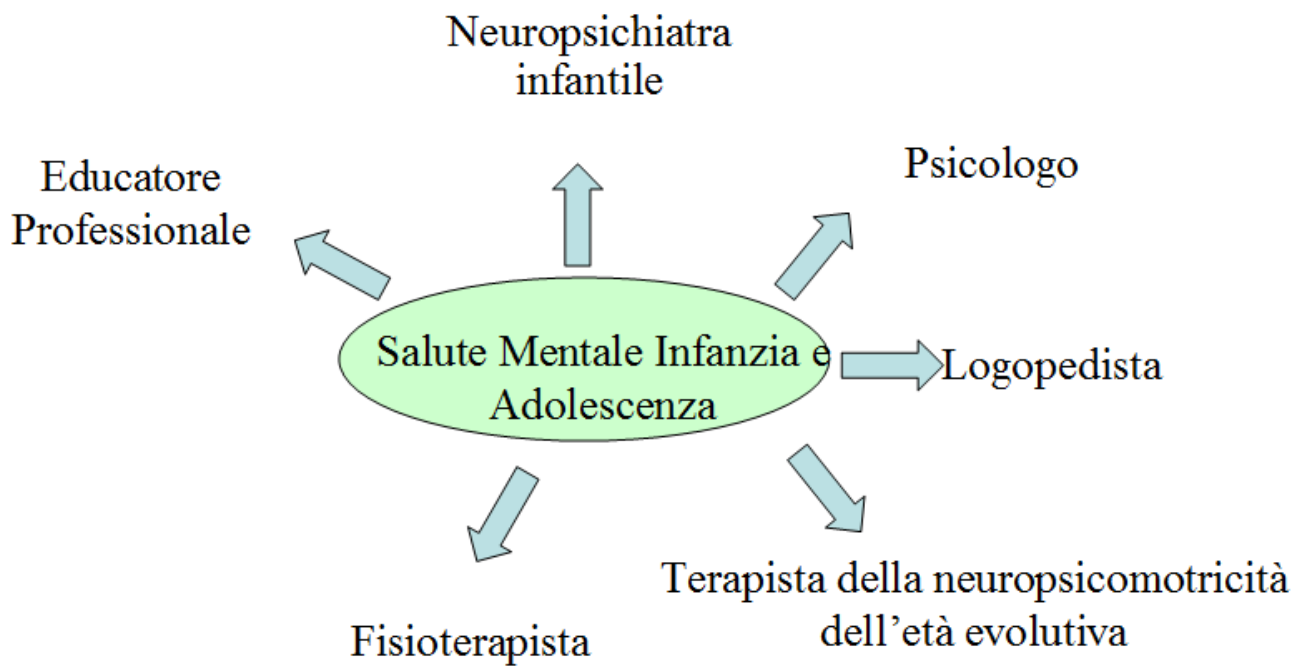 Neuropsichiatra
infantile
Psicologo
Educatore
Professionale
Salute Mentale Infanzia e
Adolescenza
Logopedista
Terapista della neuropsicomotricità
dell'età evolutiva
Fisioterapista